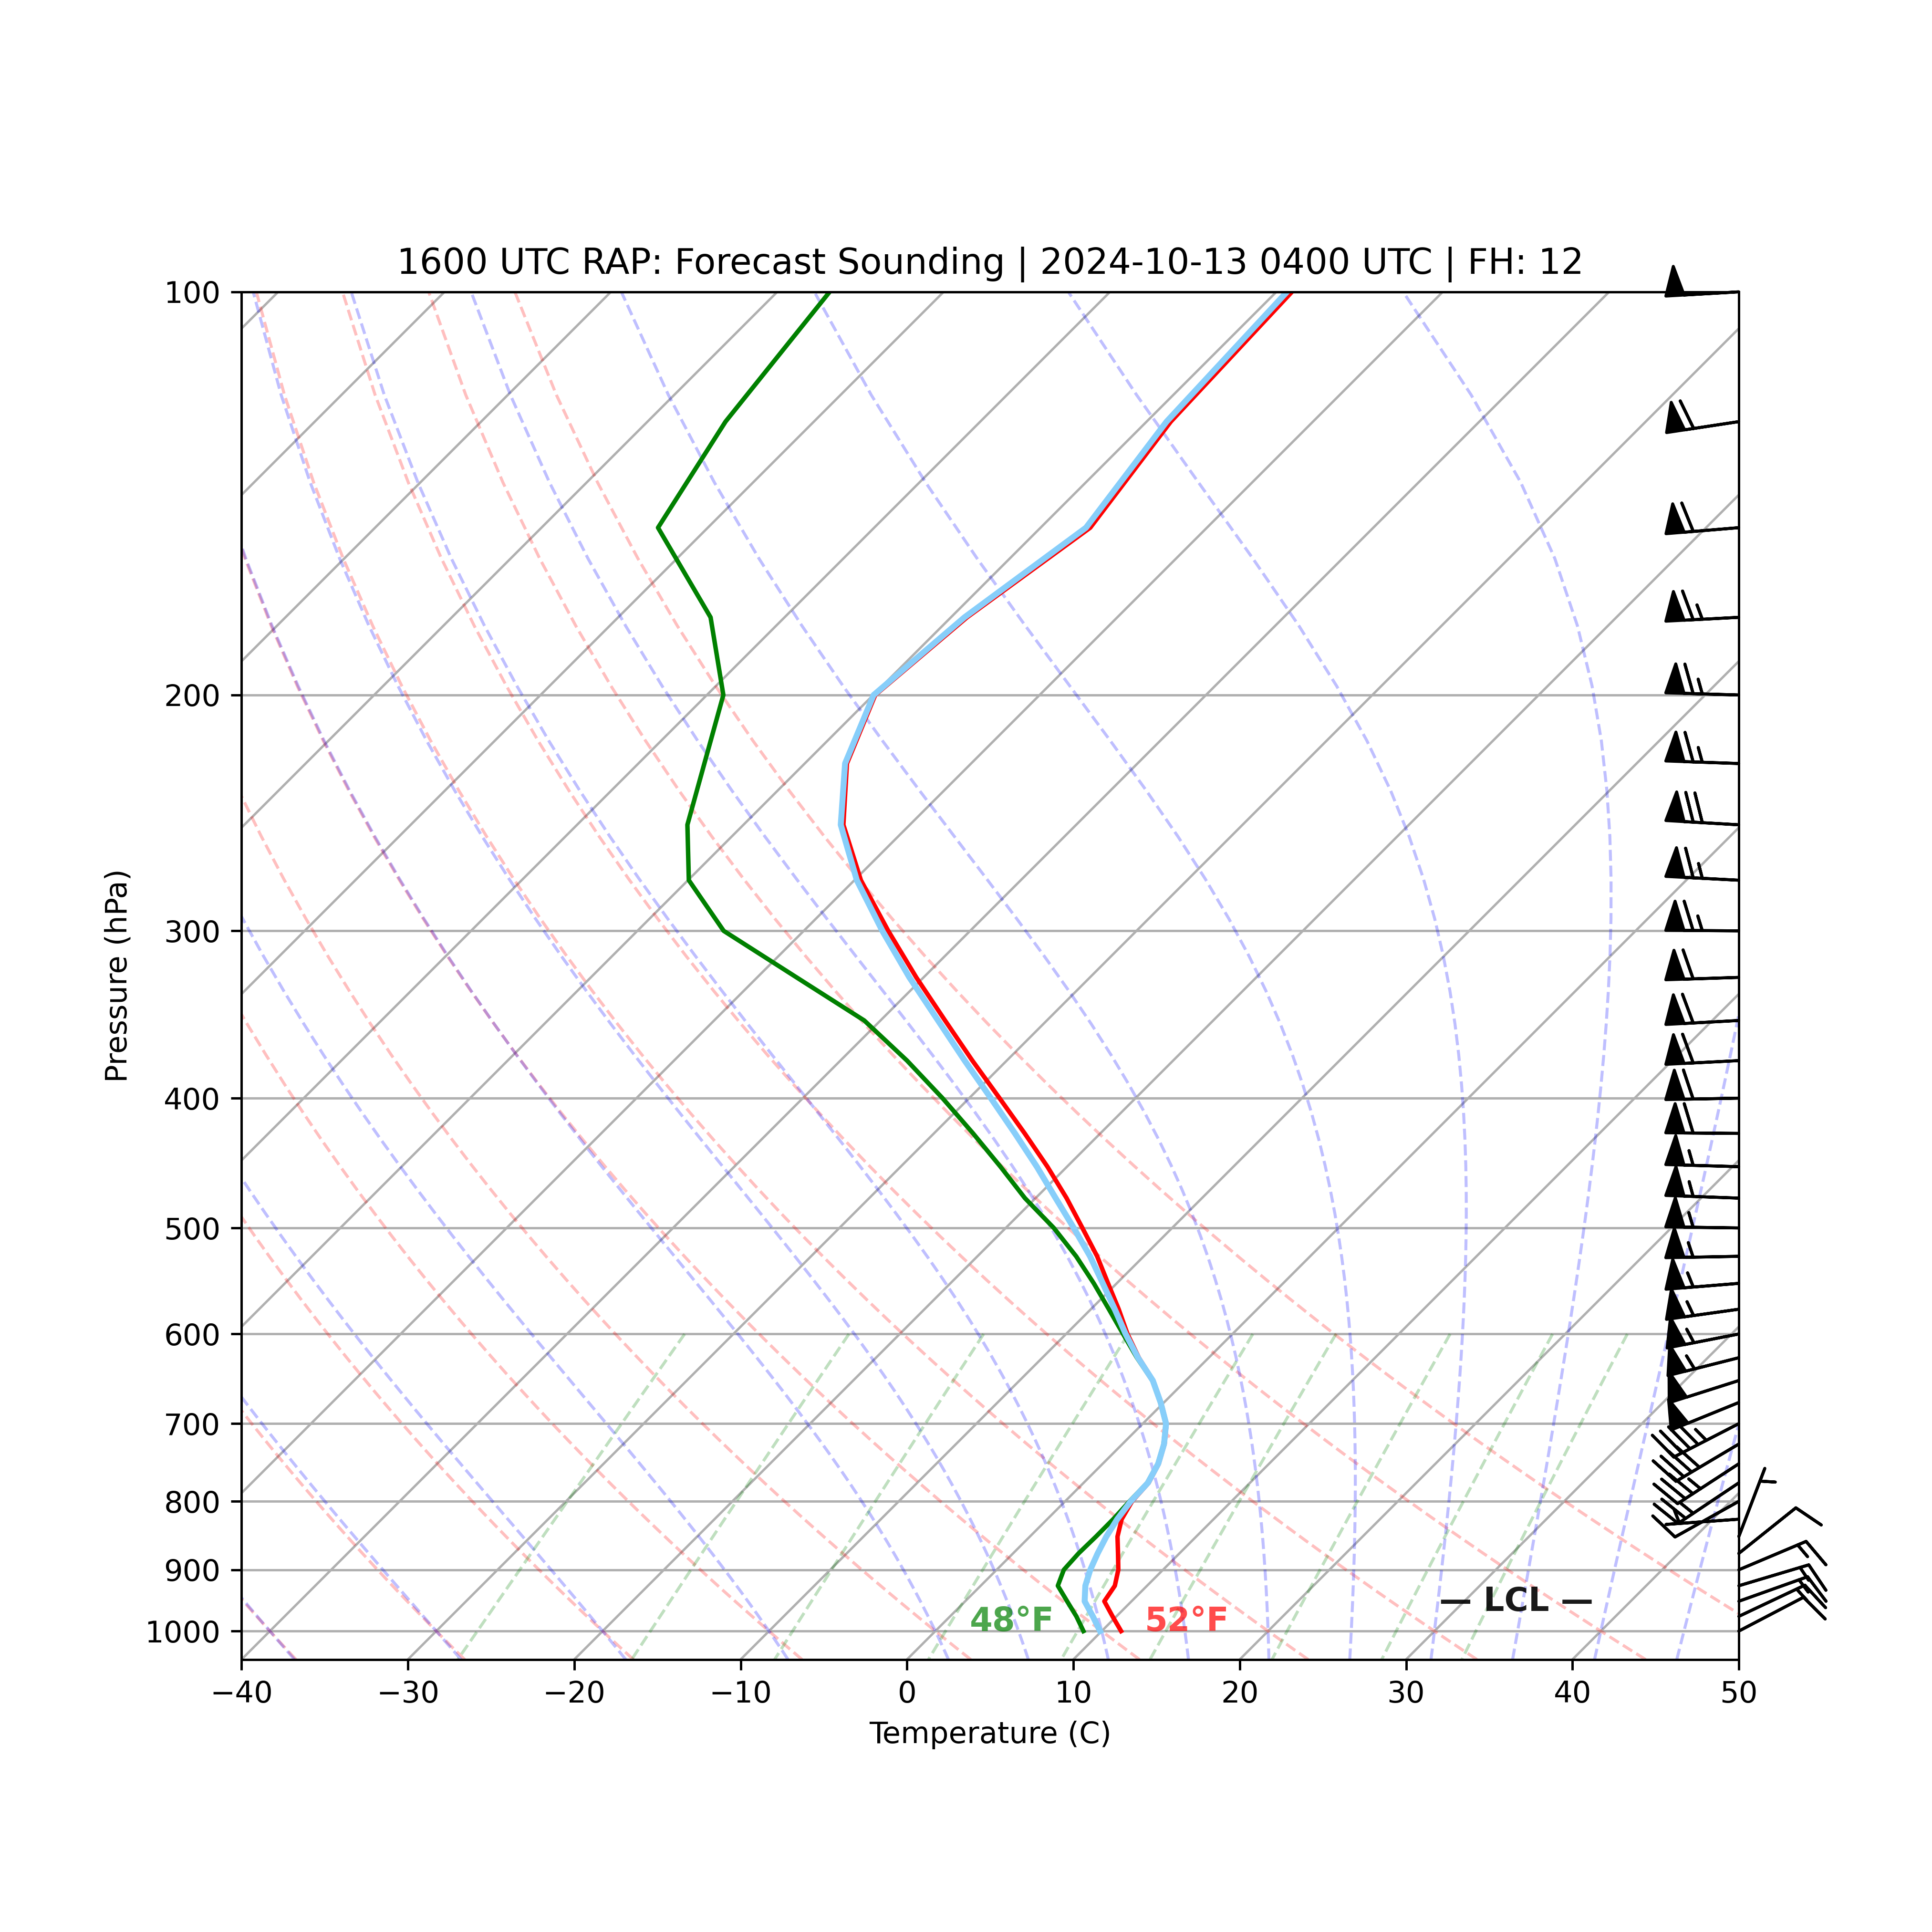 1600 UTC RAP: Forecast Sounding | 2024-10-13 0400 UTC | FH: 12
100
200
300
400
500
600
700
800
900
1000
Pressure (hPa)
48°F
52°F
— LCL —
−40 −30 −20 −10 0 10 20 30 40 50
Temperature (C)